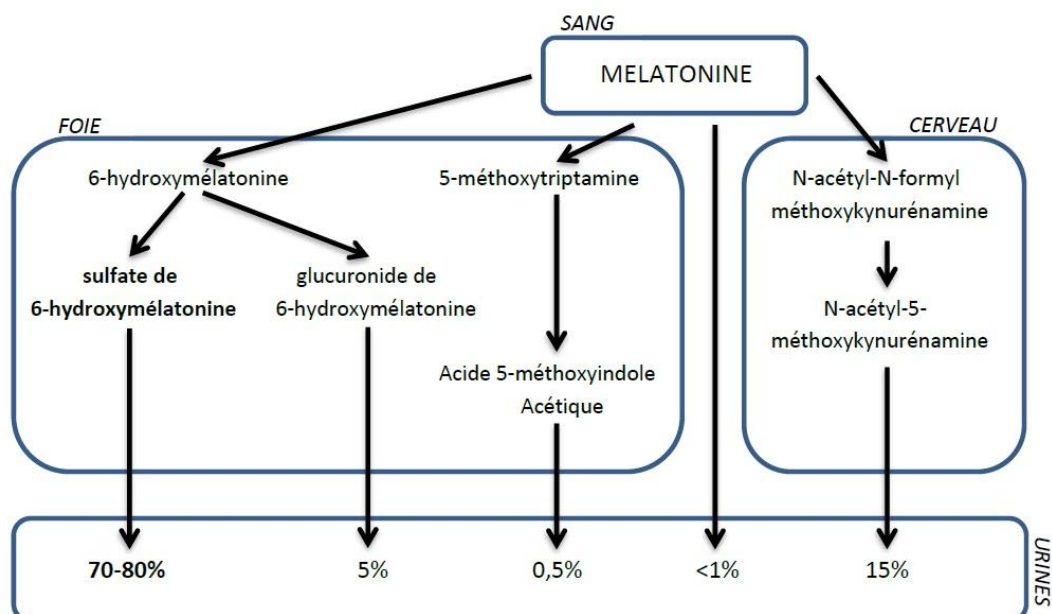 SANG
MELATONINE
FOIE
CERVEAU
6-hydroxymélatonine
5-méthoxytriptamine
N-acétyl-N-formyl
méthoxykynurénamine
sulfate de
6-hydroxymélatonine
glucuronide de
6-hydroxymélatonine
N-acétyl-5-
méthoxykynurénamine
Acide 5-méthoxyindole
Acétique
70-80%
5%
0,5%
<1%
15%
URINES